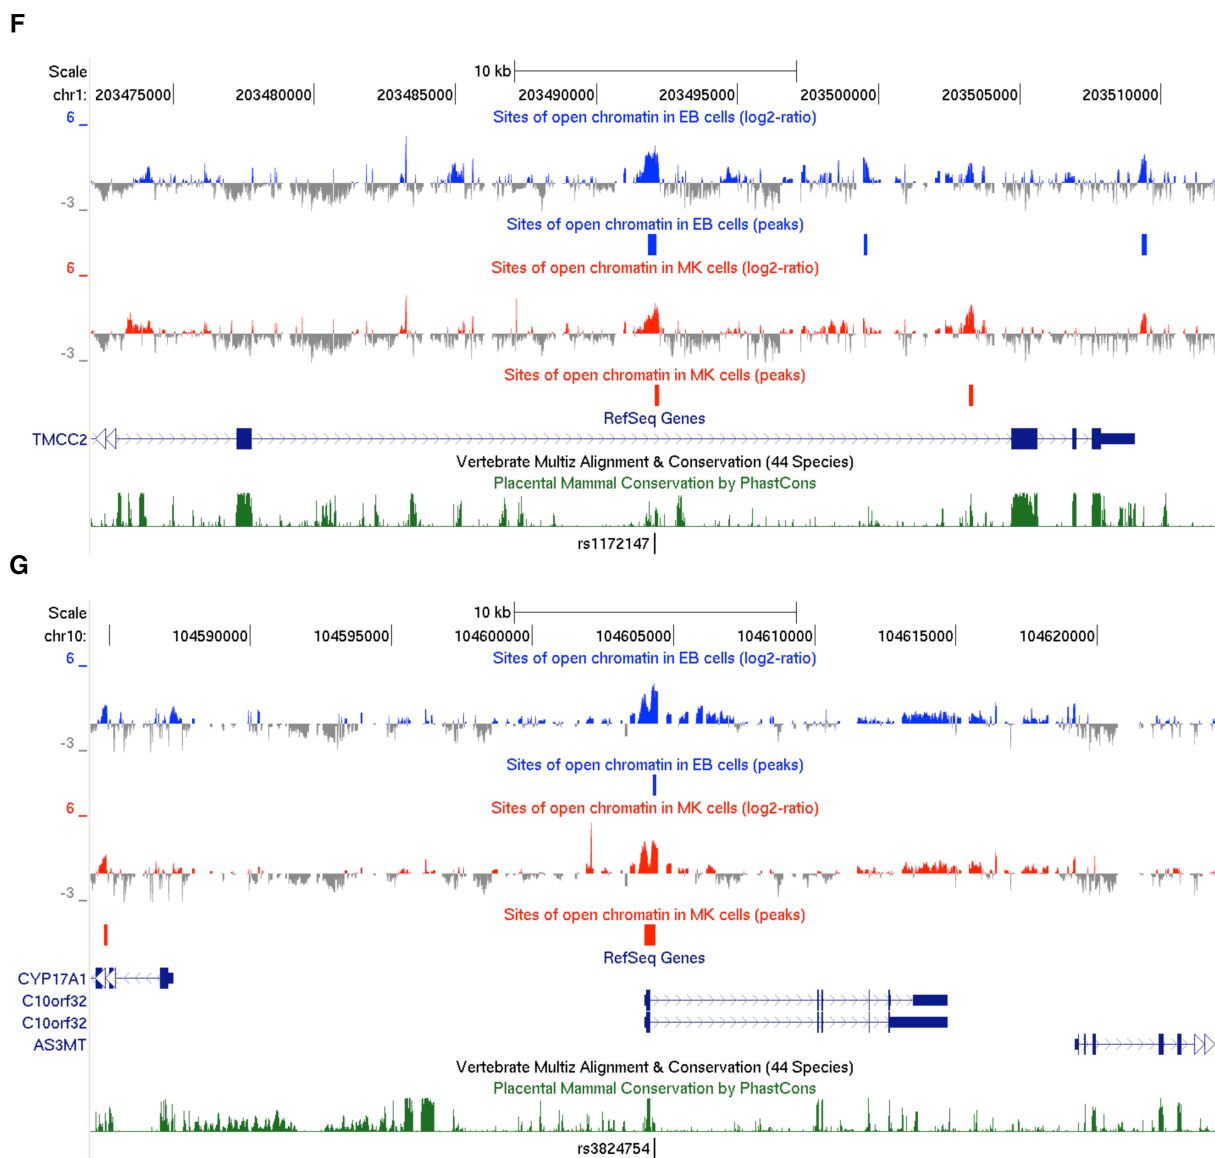 F
Scale 10 kb
chr1: 203475000 203480000 203485000 203490000 203495000 203500000 203505000 203510000
Sites of open chromatin in EB cells (log2-ratio)
6
-3
Sites of open chromatin in EB cells (peaks)
Sites of open chromatin in MK cells (log2-ratio)
6
-3
Sites of open chromatin in MK cells (peaks)
RefSeq Genes
TMCC2
Vertebrate Multiz Alignment & Conservation (44 Species)
Placental Mammal Conservation by PhastCons
rs1172147
G
Scale 10 kb
chr10: 104590000 104595000 104600000 104605000 104610000 104615000 104620000
Sites of open chromatin in EB cells (log2-ratio)
6
-3
Sites of open chromatin in EB cells (peaks)
Sites of open chromatin in MK cells (log2-ratio)
6
-3
Sites of open chromatin in MK cells (peaks)
RefSeq Genes
CYP17A1
C10orf32
C10orf32
AS3MT
Vertebrate Multiz Alignment & Conservation (44 Species)
Placental Mammal Conservation by PhastCons
rs3824754